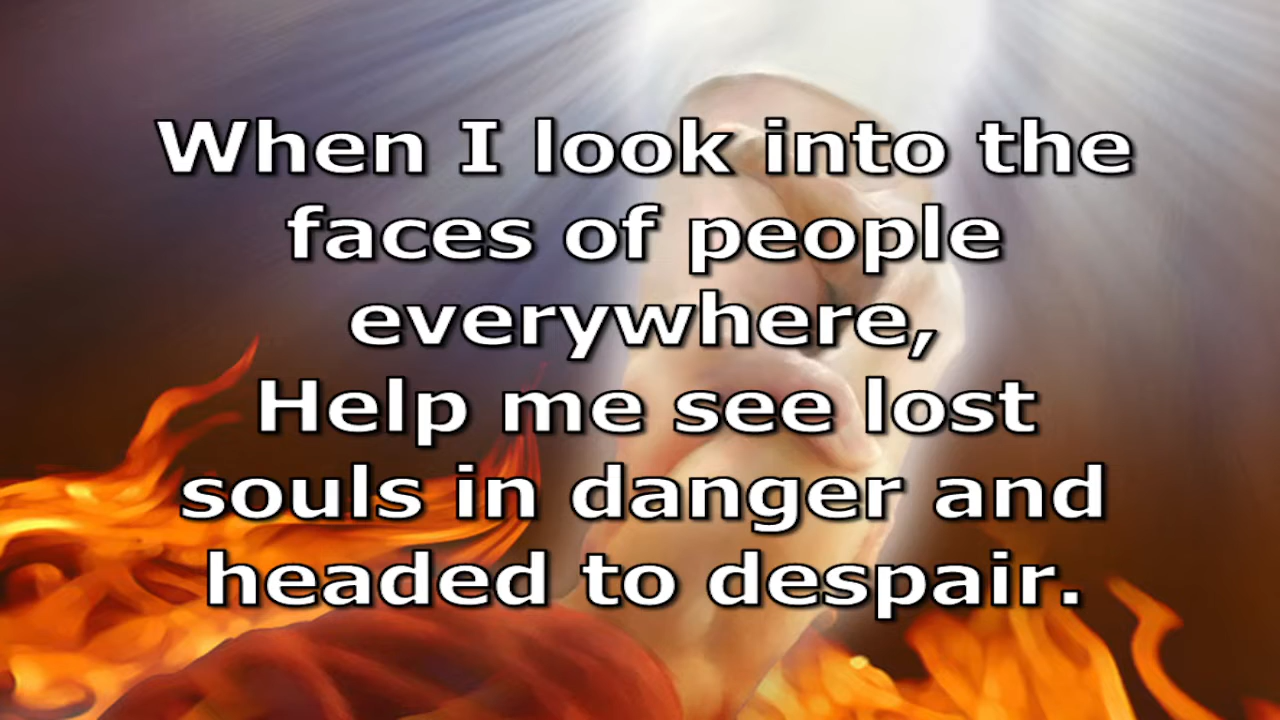 When I look into the
faces of people
everywhere,
Help me see lost
souls in danger and
headed to despair.